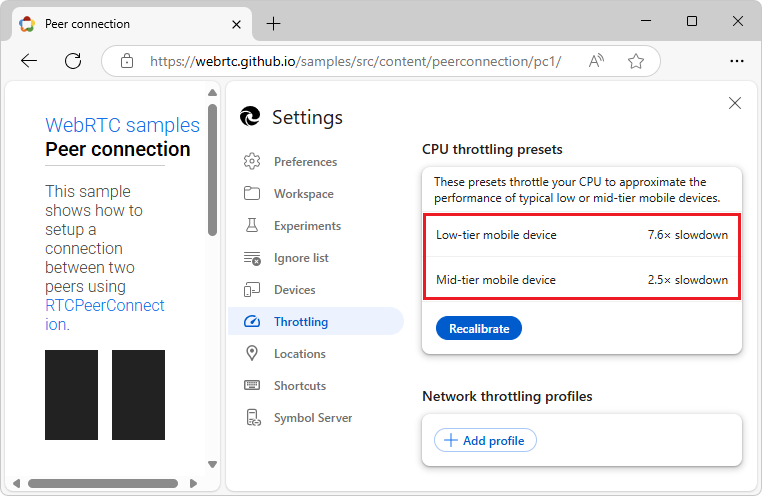 Peer connection
https://webrtc.github.io/samples/src/content/peerconnection/pc1/
WebRTC samples
Peer connection
This sample
shows how to
setup a
connection
between two
peers using
RTCPeerConnect
ion.
Settings
Preferences
Workspace
Experiments
Ignore list
Devices
Throttling
Locations
Shortcuts
Symbol Server
CPU throttling presets
These presets throttle your CPU to approximate the
performance of typical low or mid-tier mobile devices.
Low-tier mobile device 7.6× slowdown
Mid-tier mobile device 2.5× slowdown
Recalibrate
Network throttling profiles
Add profile